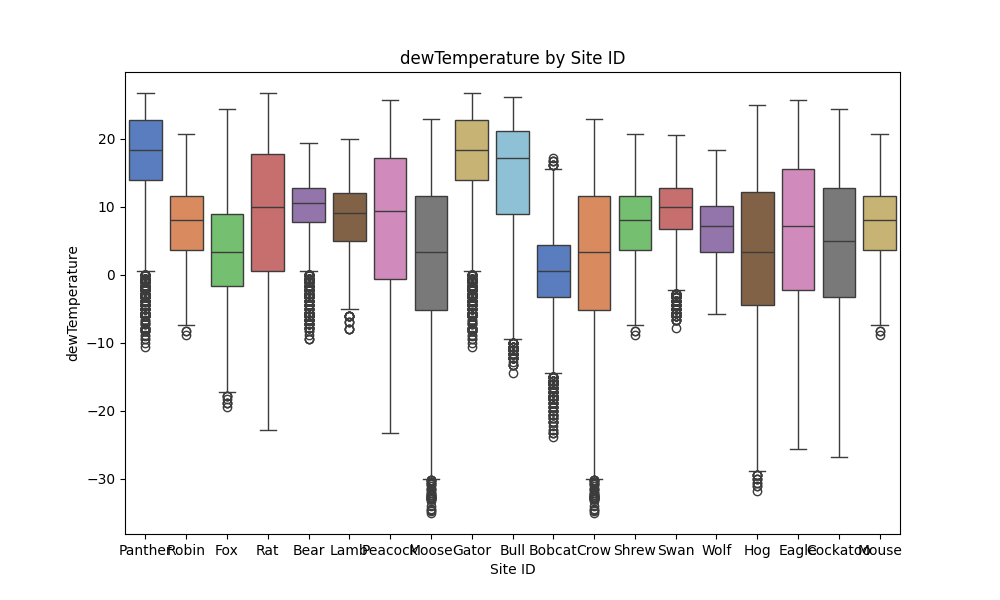 dewTemperature by Site ID
dewTemperature
20
10
0
−10
−20
−30
Panther Robin Fox Rat Bear Lamb Peacock Moose Gator Bull Bobcat Crow Shrew Swan Wolf Hog Eagle Cockatoo Mouse
Site ID